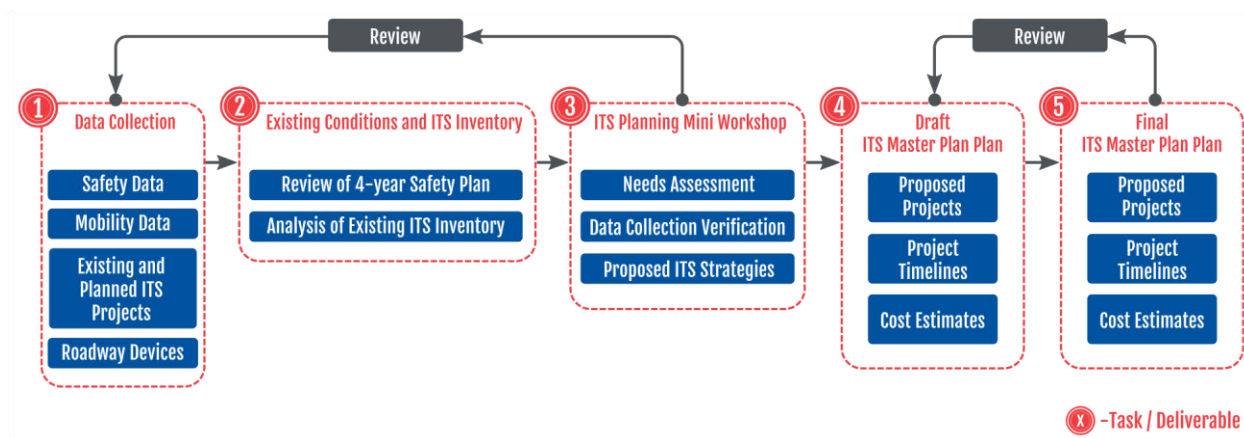 Review
Review
1
Data Collection
Safety Data
Mobility Data
Existing and
Planned ITS
Projects
Roadway Devices
2
Existing Conditions and ITS Inventory
Review of 4-year Safety Plan
Analysis of Existing ITS Inventory
3
ITS Planning Mini Workshop
Needs Assessment
Data Collection Verification
Proposed ITS Strategies
4
Draft
ITS Master Plan Plan
Proposed
Projects
Project
Timelines
Cost Estimates
5
Final
ITS Master Plan Plan
Proposed
Projects
Project
Timelines
Cost Estimates
X -Task / Deliverable